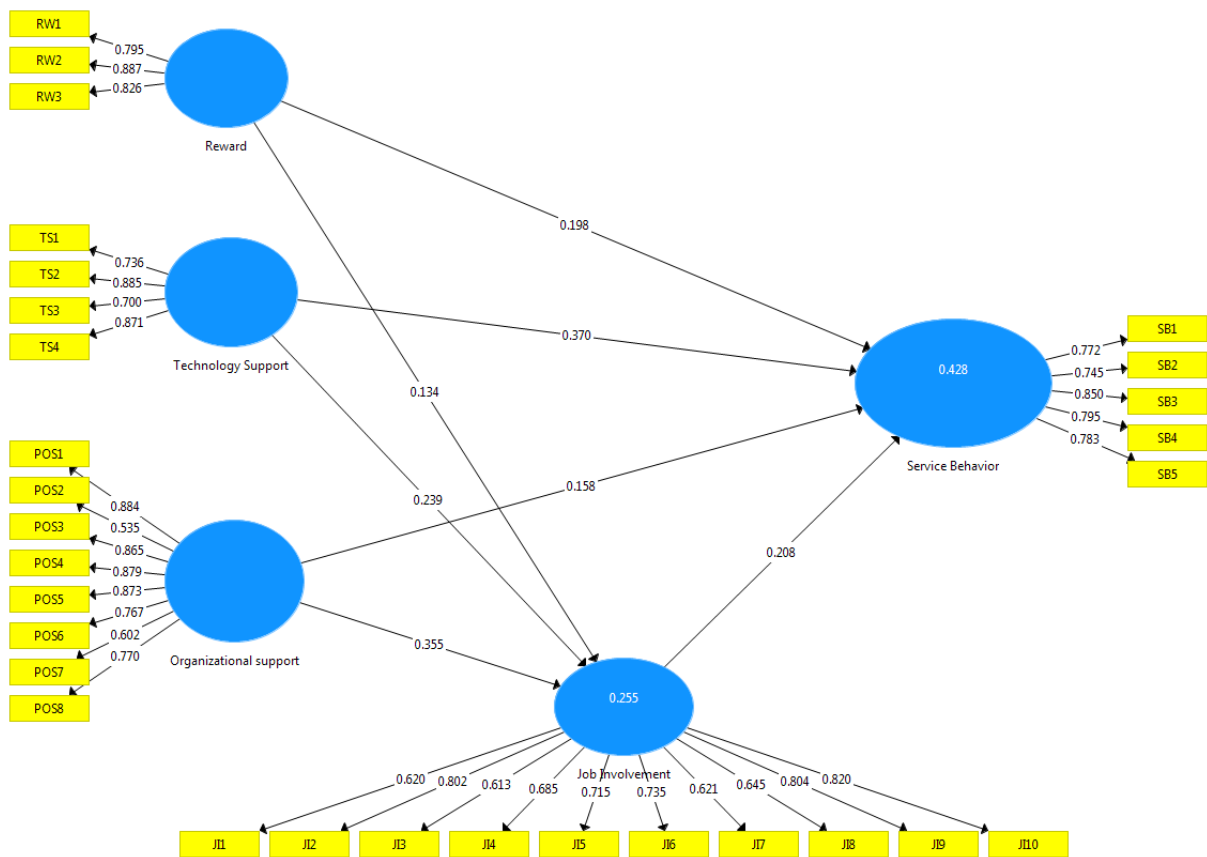 RW1
0.795
RW2
0.887
RW3
0.826
Reward
0.198
TS1
0.736
TS2
0.885
TS3
0.700
TS4
0.871
Technology Support
0.370
0.134
0.239
POS1
POS2
0.884
POS3
0.535
0.865
POS4
0.879
POS5
0.873
POS6
0.767
0.602
POS7
0.770
POS8
Organizational support
0.158
0.355
0.208
0.428
Service Behavior
SB1
0.772
SB2
0.745
SB3
0.850
SB4
0.795
0.783
SB5
0.255
Job Involvement
0.620
0.802
0.613
0.685
0.715
0.735
0.621
0.645
0.804
0.820
JI1
JI2
JI3
JI4
JI5
JI6
JI7
JI8
JI9
JI10